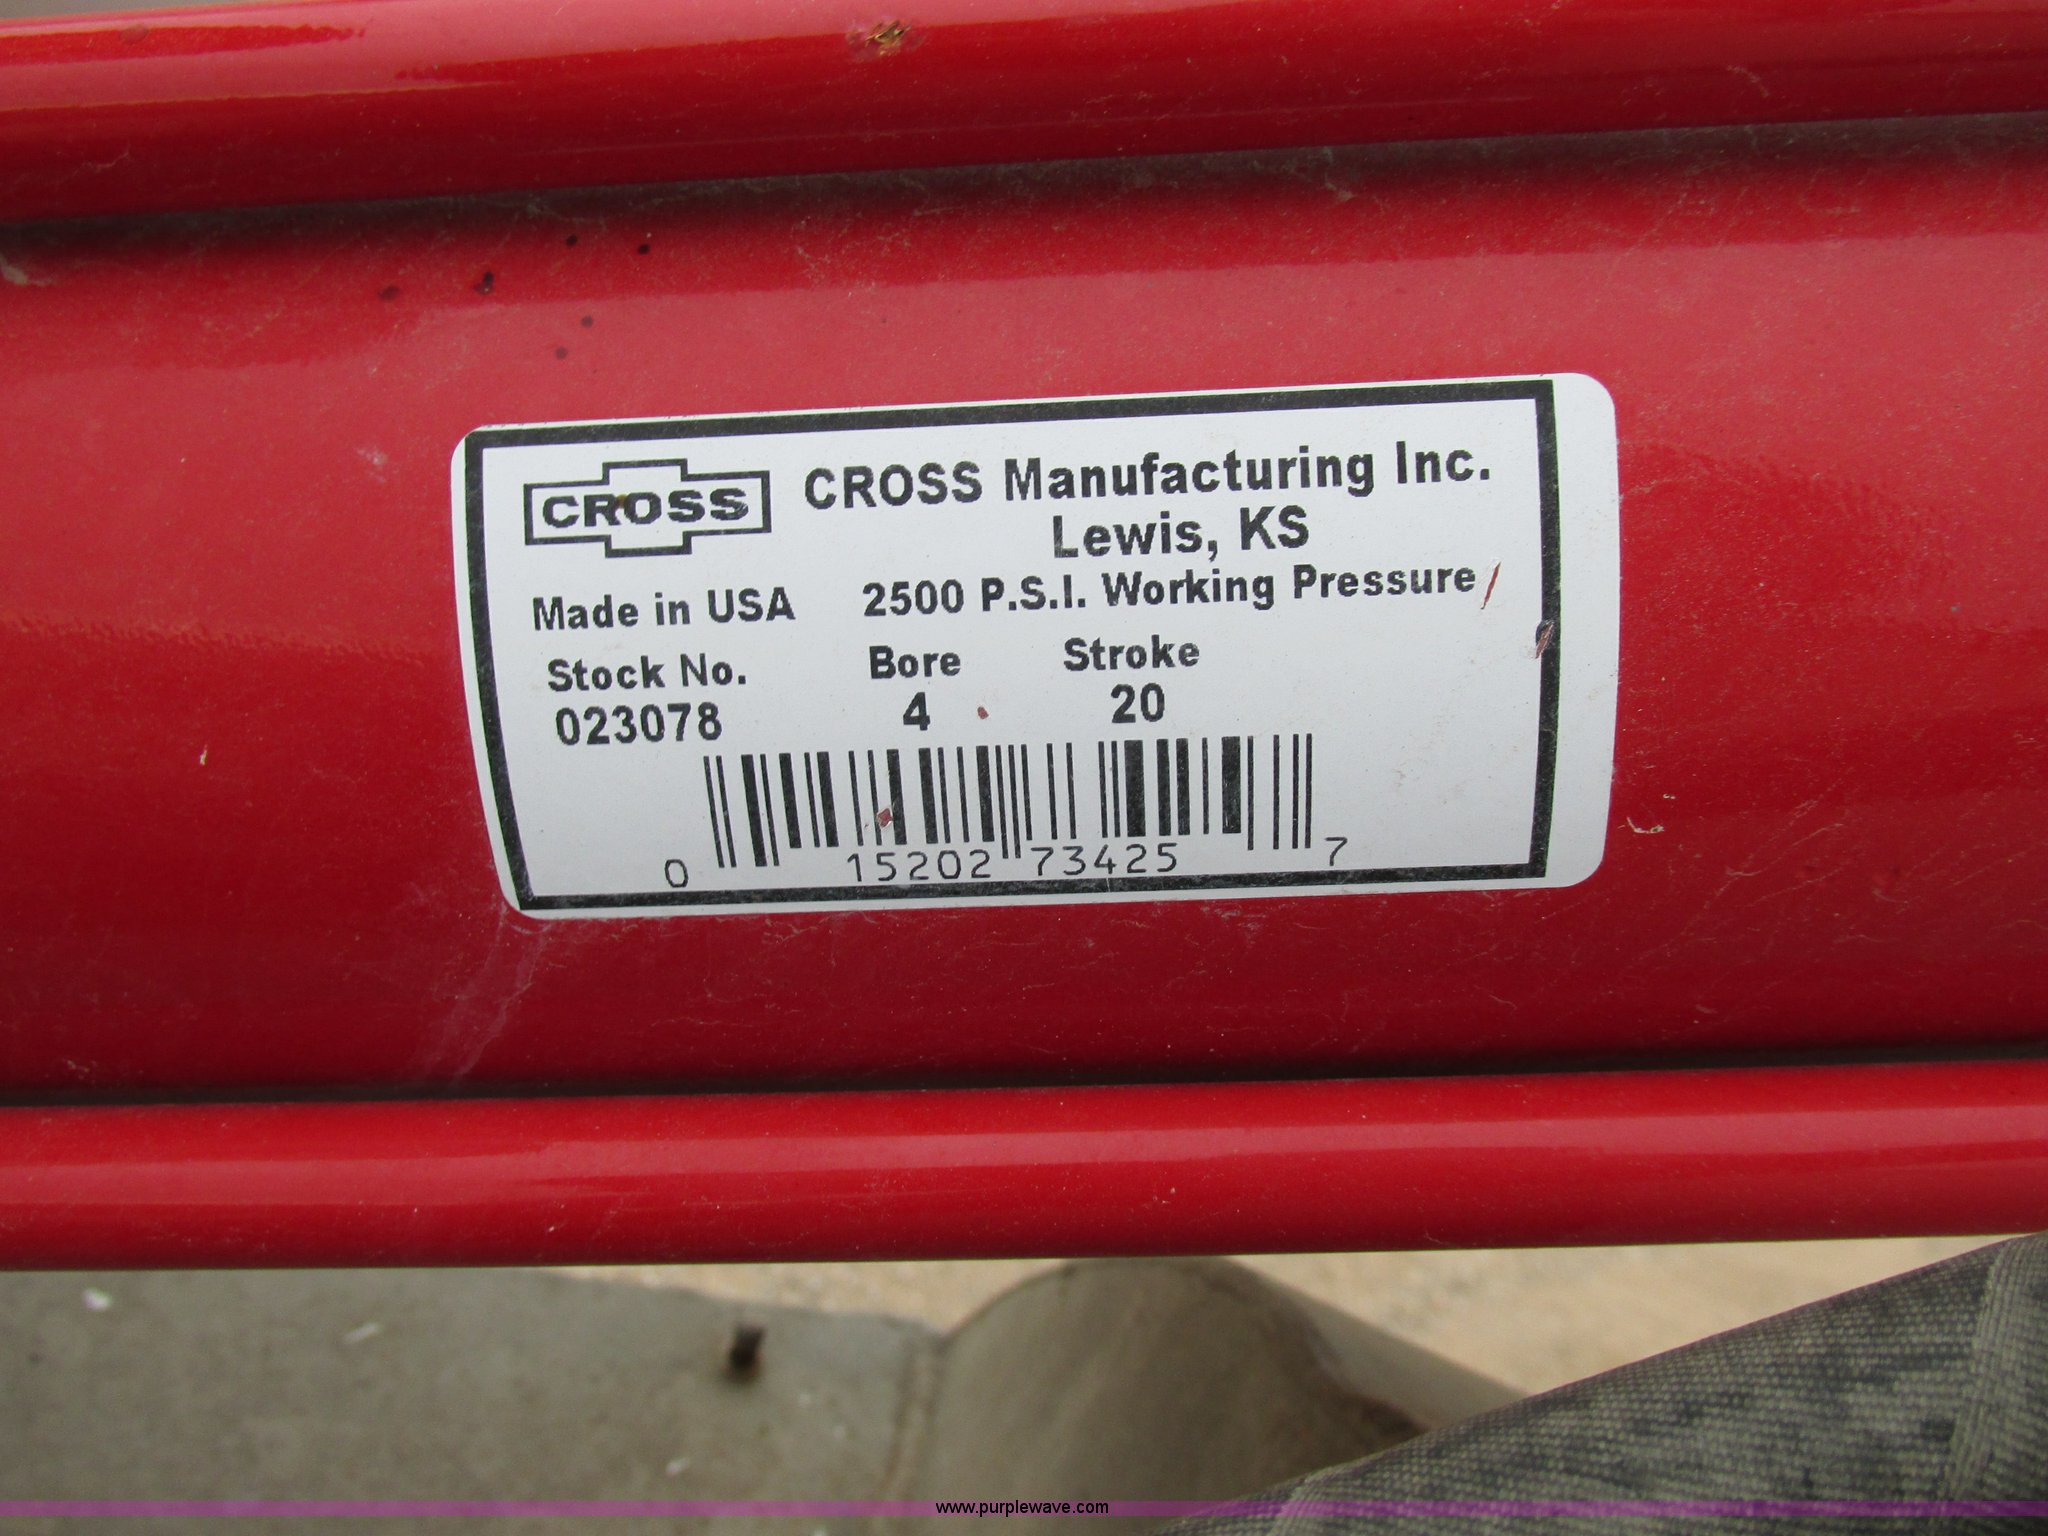 CROSS
CROSS Manufacturing Inc.
Lewis, KS
Made in USA 2500 P.S.I. Working Pressure
Stock No. Bore Stroke
023078 4 20
0 15202 73425 7
www.purplewave.com